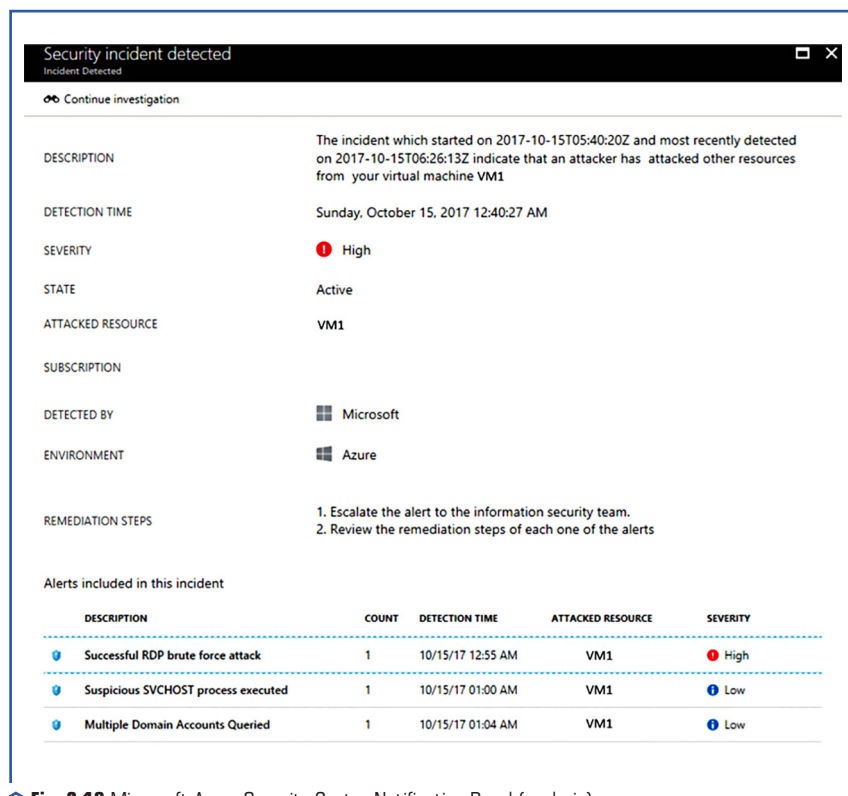 Security incident detected
Incident Detected
Continue investigation
DESCRIPTION
The incident which started on 2017-10-15T05:40:20Z and most recently detected
on 2017-10-15T06:26:13Z indicate that an attacker has attacked other resources
from your virtual machine VM1
DETECTION TIME
Sunday, October 15, 2017 12:40:27 AM
SEVERITY
High
STATE
Active
ATTACKED RESOURCE
VM1
SUBSCRIPTION
DETECTED BY
Microsoft
ENVIRONMENT
Azure
REMEDIATION STEPS
1. Escalate the alert to the information security team.
2. Review the remediation steps of each one of the alerts
Alerts included in this incident
DESCRIPTION COUNT DETECTION TIME ATTACKED RESOURCE SEVERITY
Successful RDP brute force attack 1 10/15/17 12:55 AM VM1 High
Suspicious SVCHOST process executed 1 10/15/17 01:00 AM VM1 Low
Multiple Domain Accounts Queried 1 10/15/17 01:04 AM VM1 Low
Microsoft Azure Security Center Notification